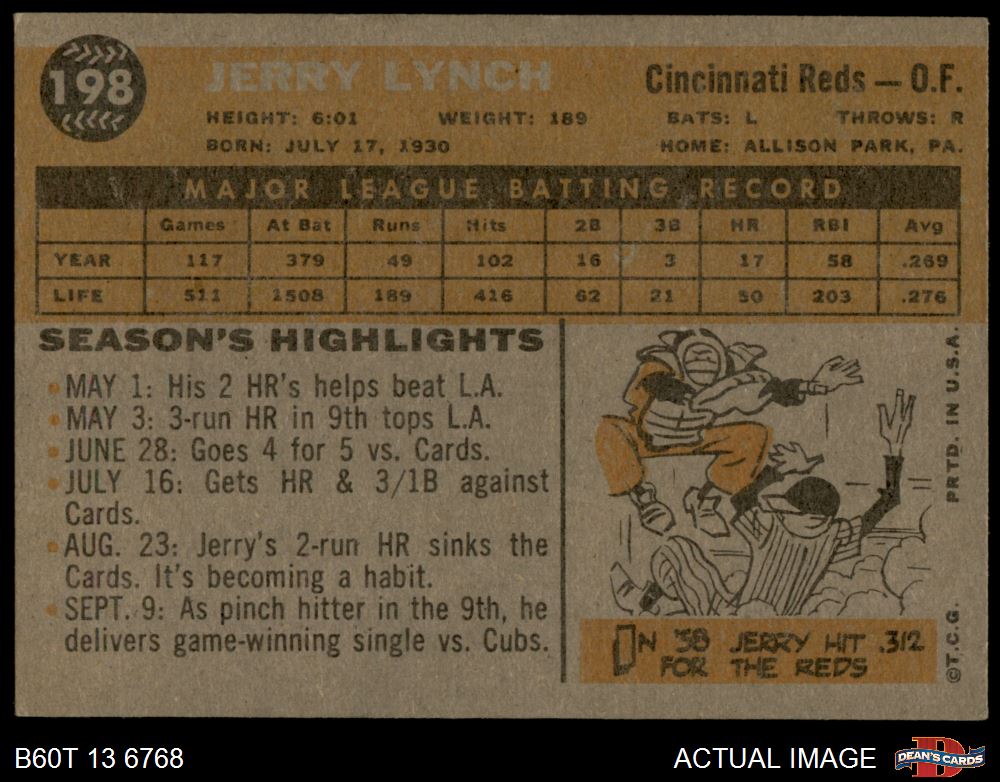 198
JERRY LYNCH
Cincinnati Reds — O.F.
HEIGHT: 6:01 WEIGHT: 189 BATS: L THROWS: R
BORN: JULY 17, 1930 HOME: ALLISON PARK, PA.
MAJOR LEAGUE BATTING RECORD
Games At Bat Runs Hits 2B 3B HR RBI Avg
YEAR 117 379 49 102 16 3 17 58 .269
LIFE 511 1508 189 416 62 21 50 203 .276
SEASON'S HIGHLIGHTS
• MAY 1: His 2 HR's helps beat L.A.
• MAY 3: 3-run HR in 9th tops L.A.
• JUNE 28: Goes 4 for 5 vs. Cards.
• JULY 16: Gets HR & 3/1B against
Cards.
• AUG. 23: Jerry's 2-run HR sinks the
Cards. It's becoming a habit.
• SEPT. 9: As pinch hitter in the 9th, he
delivers game-winning single vs. Cubs.
IN '58 JERRY HIT .312
FOR THE REDS
©T.C.G. PRTD. IN U.S.A.
B60T 13 6768
ACTUAL IMAGE
D
DEAN'S CARDS